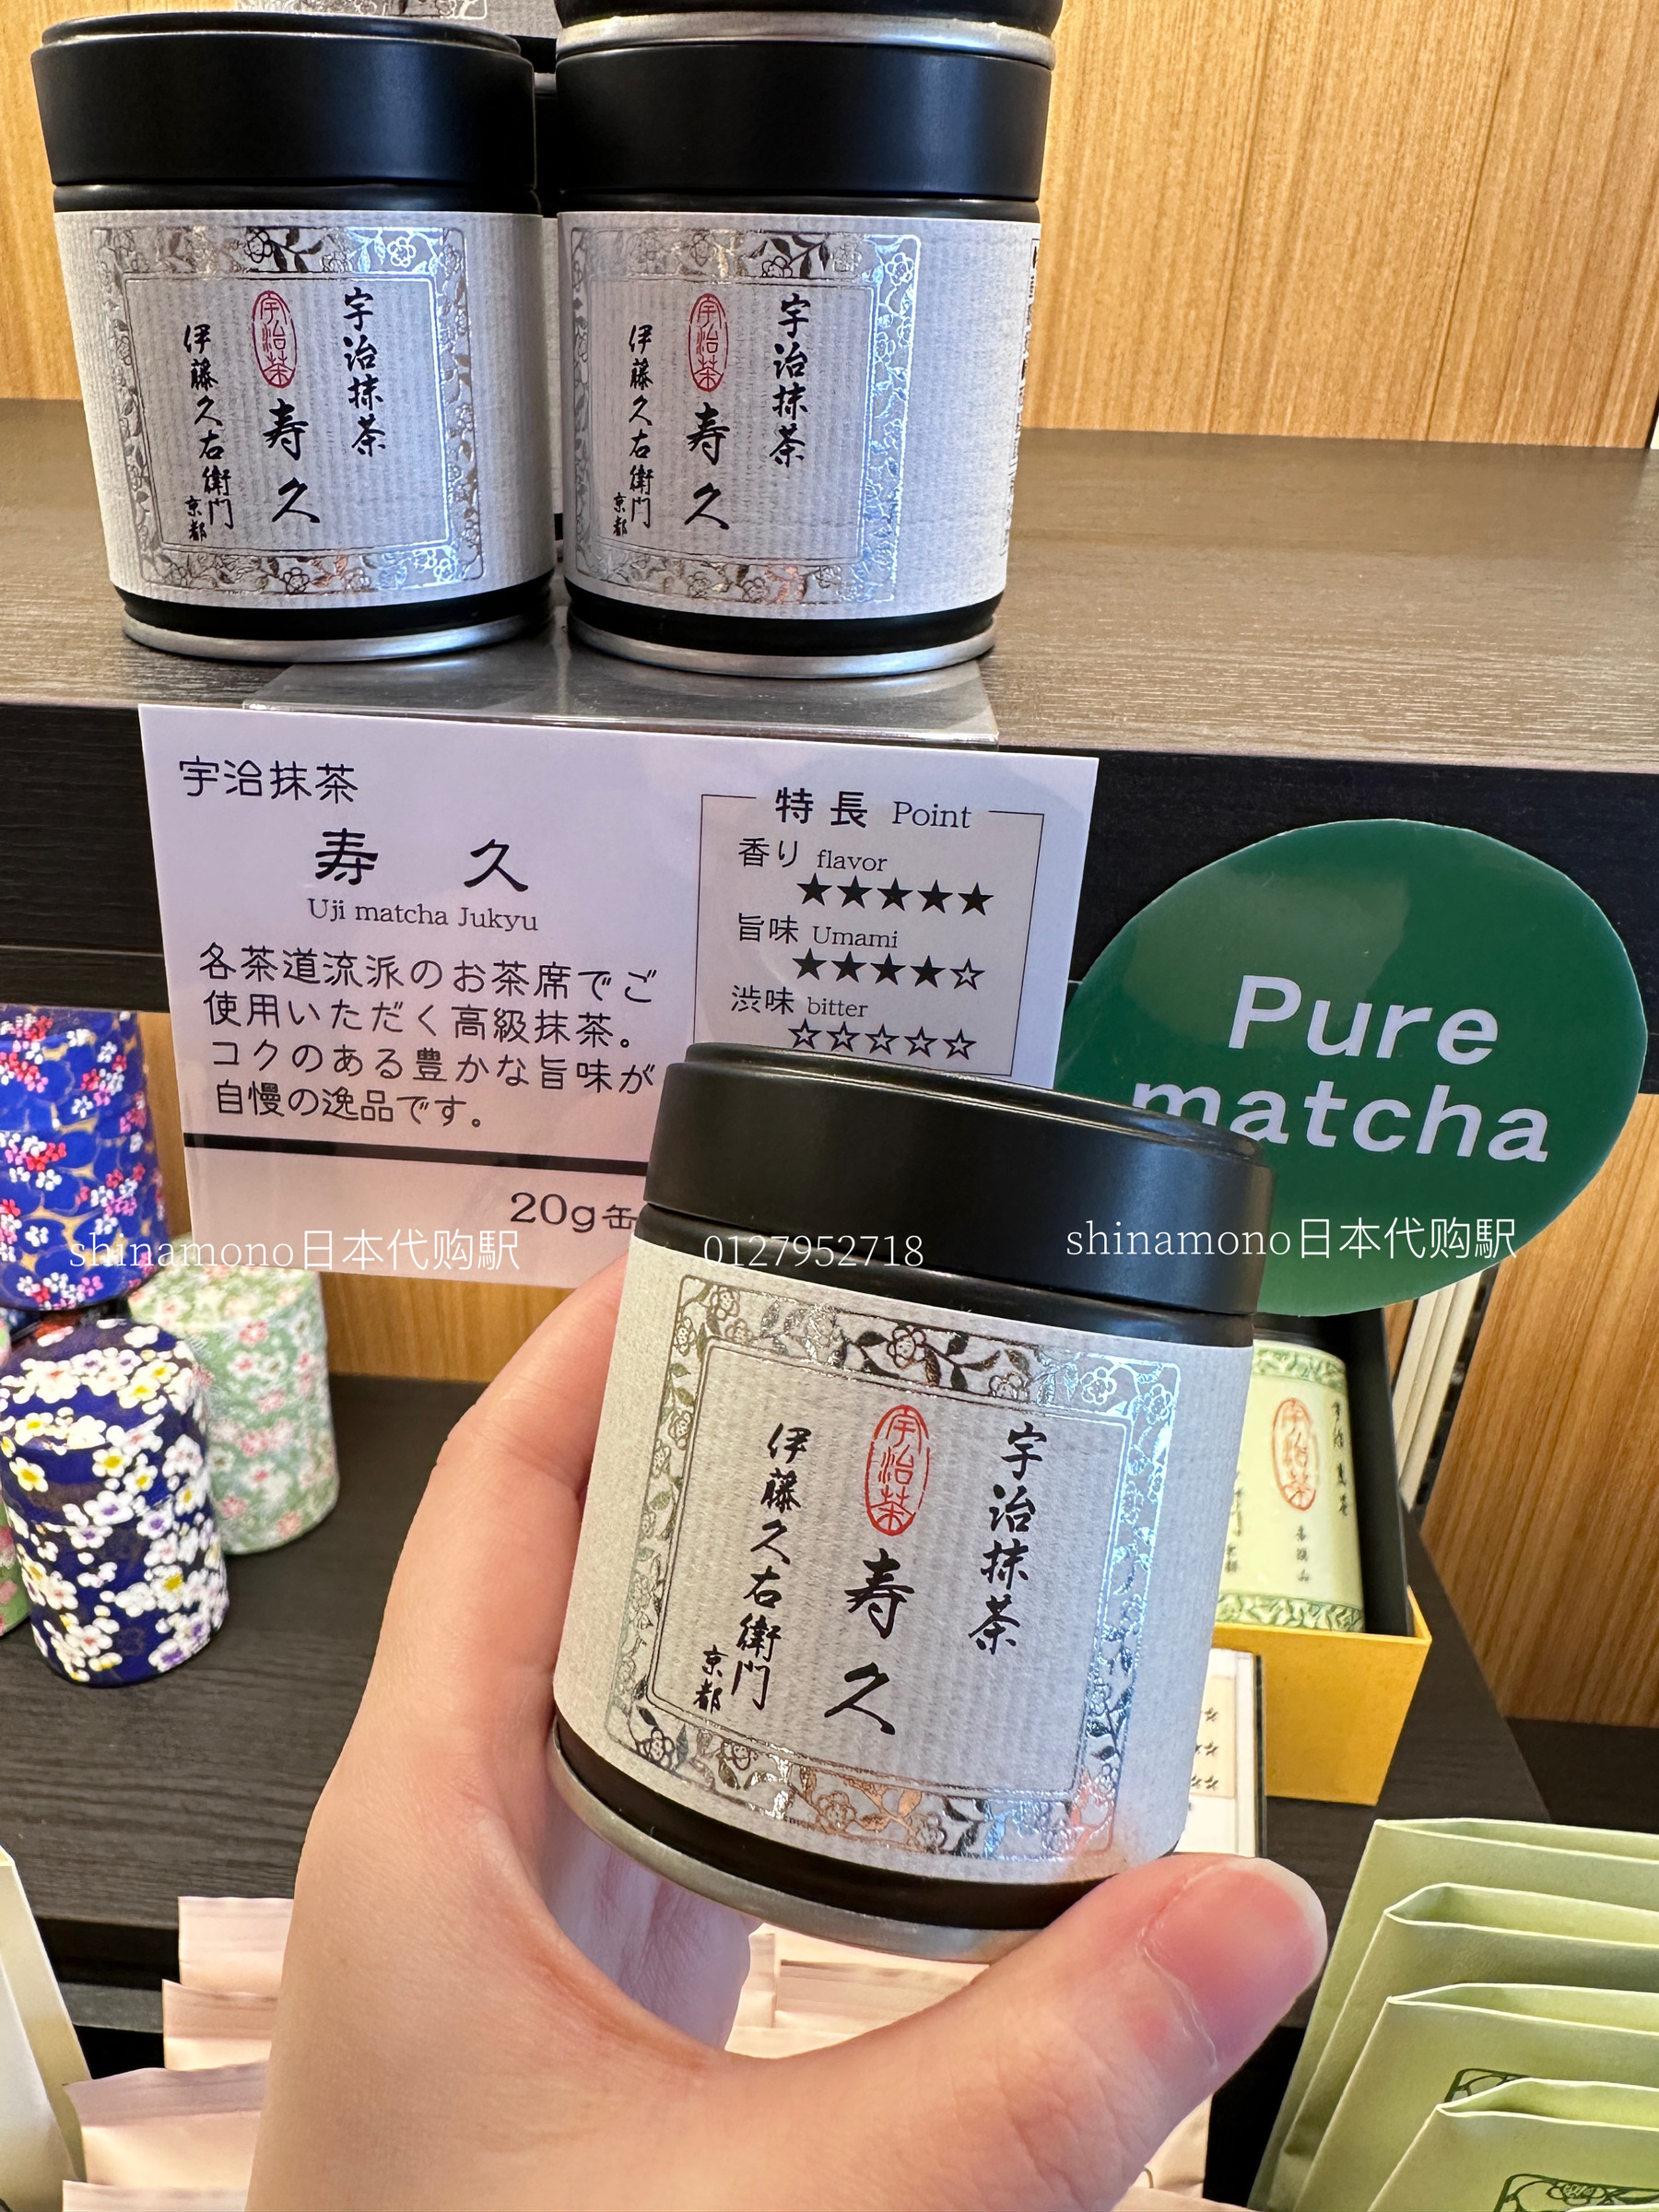 宇治抹茶
宇治茶
寿久
伊藤久右衛門
京都
宇治抹茶
宇治茶
寿久
伊藤久右衛門
京都
宇治抹茶
寿 久
Uji matcha Jukyu
各茶道流派のお茶席でご
使用いただく高級抹茶。
コクのある豊かな旨味が
自慢の逸品です。
20g缶
特長 Point
香り flavor
★★★★★
旨味 Umami
★★★★☆
渋味 bitter
☆☆☆☆☆
Pure
matcha
shinamono日本代购駅
0127952718
shinamono日本代购駅
宇治抹茶
宇治茶
寿久
伊藤久右衛門
京都
宇治茶